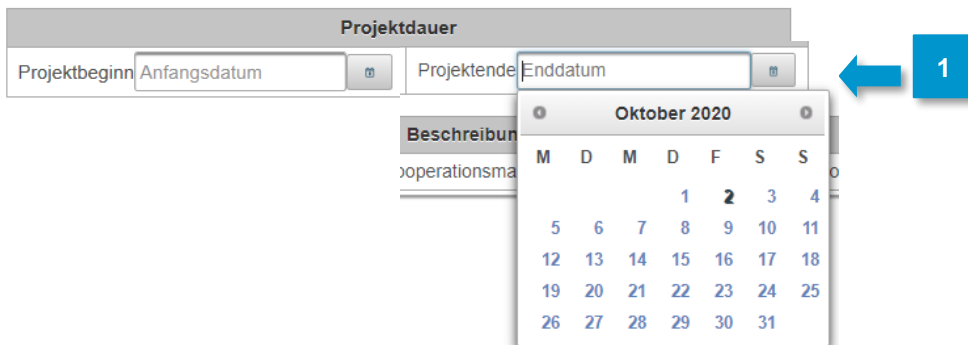 Projektdauer
Projektbeginn Anfangsdatum Projektende Enddatum
1
Oktober 2020
Beschreibun
M D M D F S S
ooperationsma
1 2 3 4
5 6 7 8 9 10 11
12 13 14 15 16 17 18
19 20 21 22 23 24 25
26 27 28 29 30 31